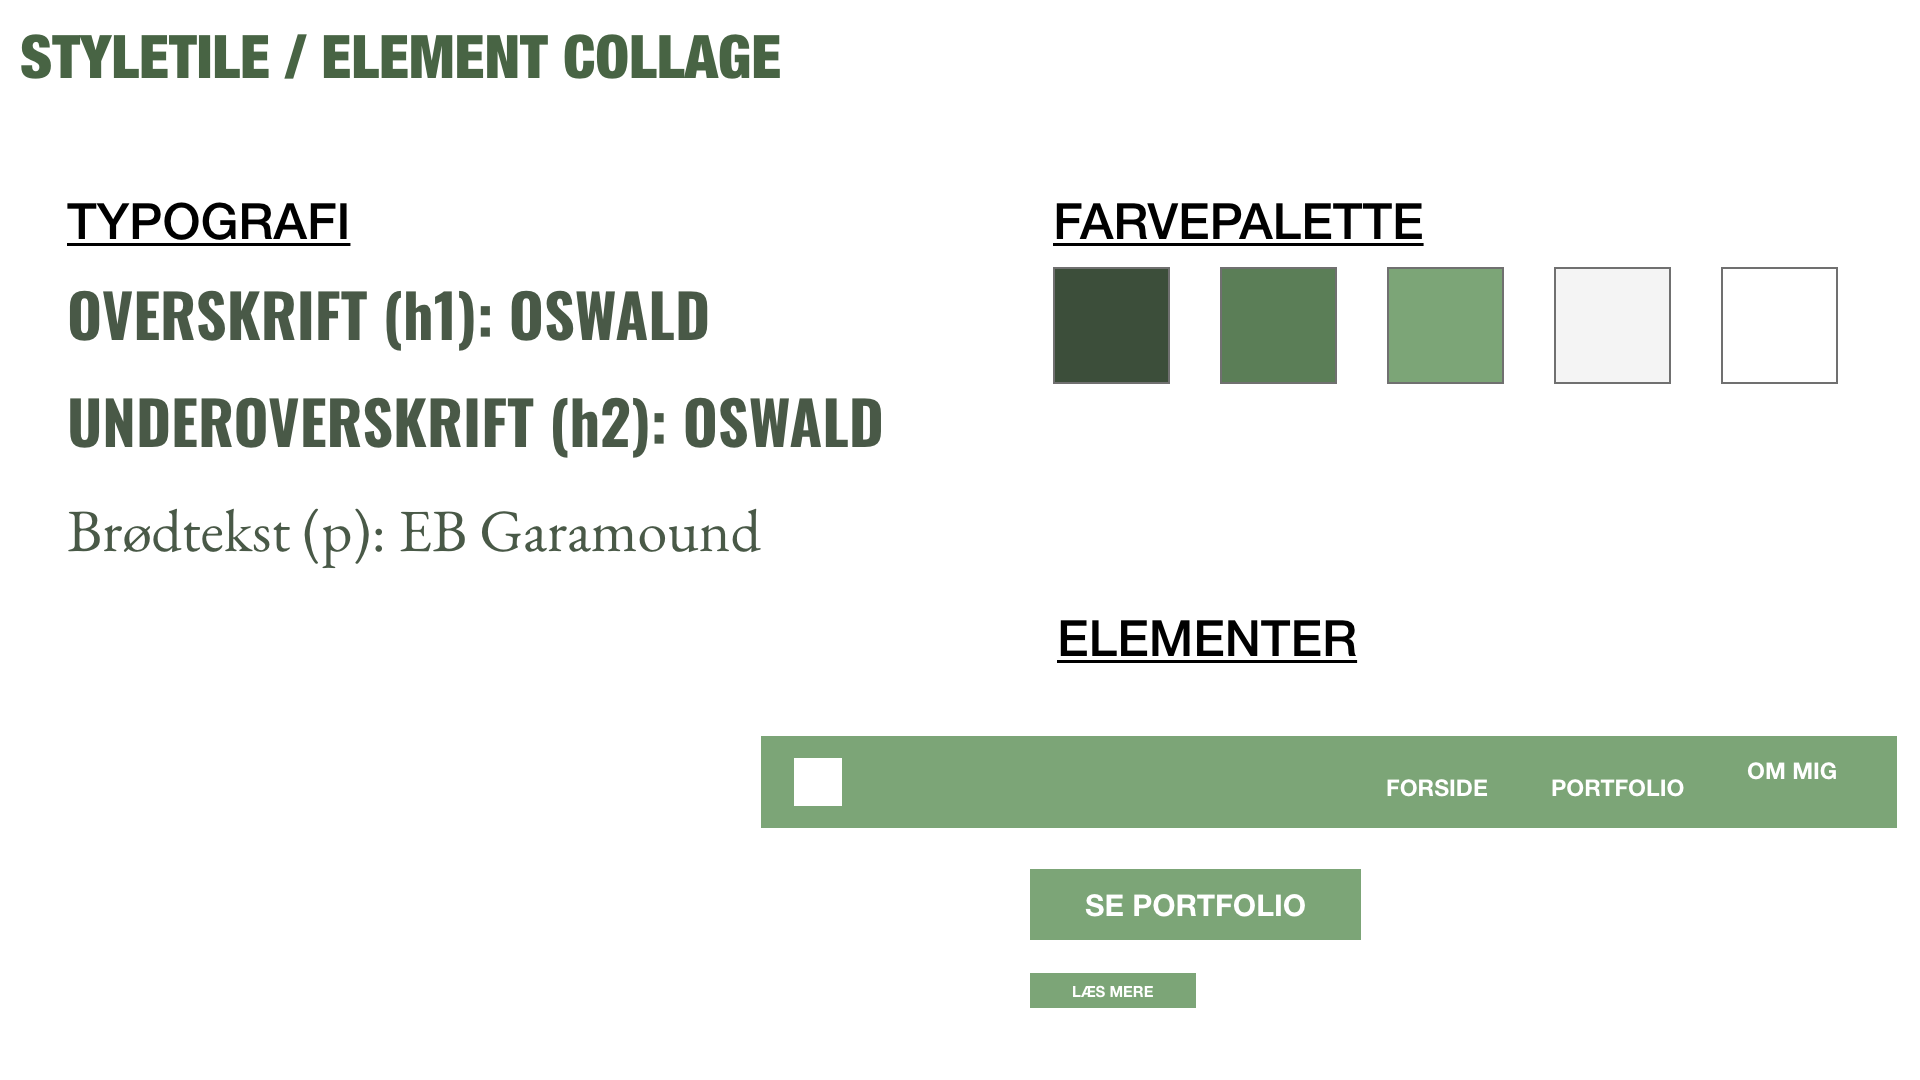 STYLETILE / ELEMENT COLLAGE
TYPOGRAFI
OVERSKRIFT (h1): OSWALD
UNDEROVERSKRIFT (h2): OSWALD
Brødtekst (p): EB Garamound
FARVEPALETTE
ELEMENTER
FORSIDE PORTFOLIO OM MIG
SE PORTFOLIO
LÆS MERE